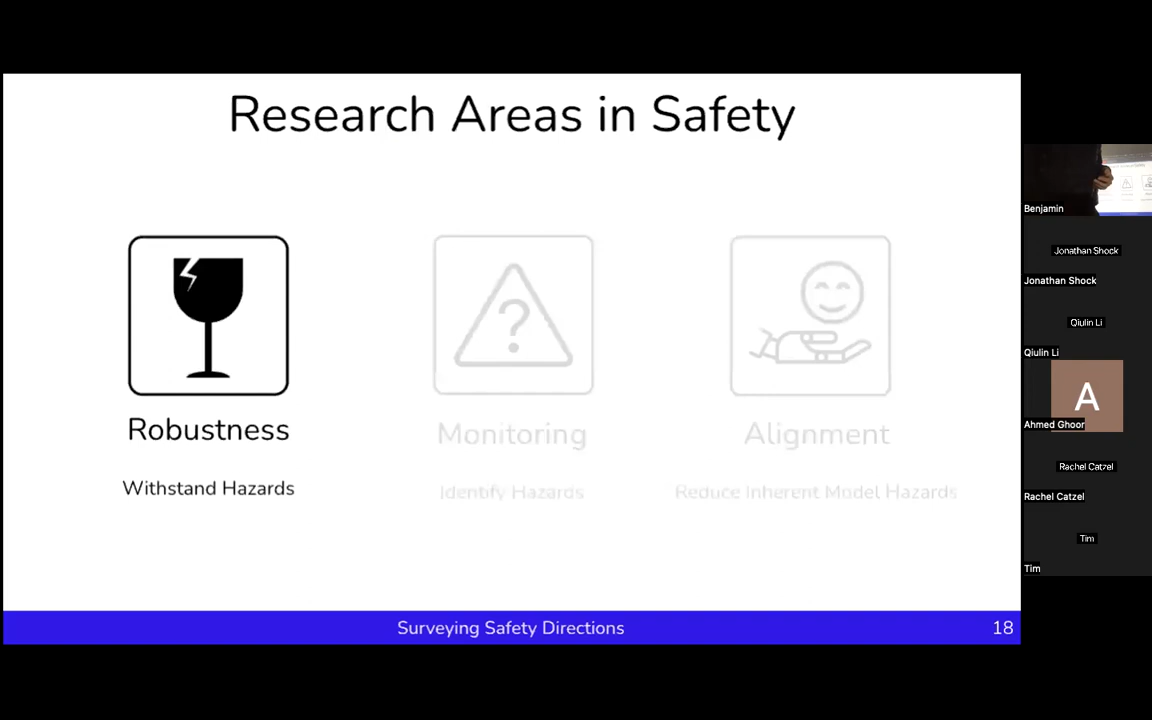 Research Areas in Safety
?
Robustness
Monitoring
Alignment
Withstand Hazards
Identify Hazards
Reduce Inherent Model Hazards
Surveying Safety Directions
18
Benjamin
Jonathan Shock
Jonathan Shock
Qiulin Li
Qiulin Li
A
Ahmed Ghoor
Rachel Catzel
Rachel Catzel
Tim
Tim